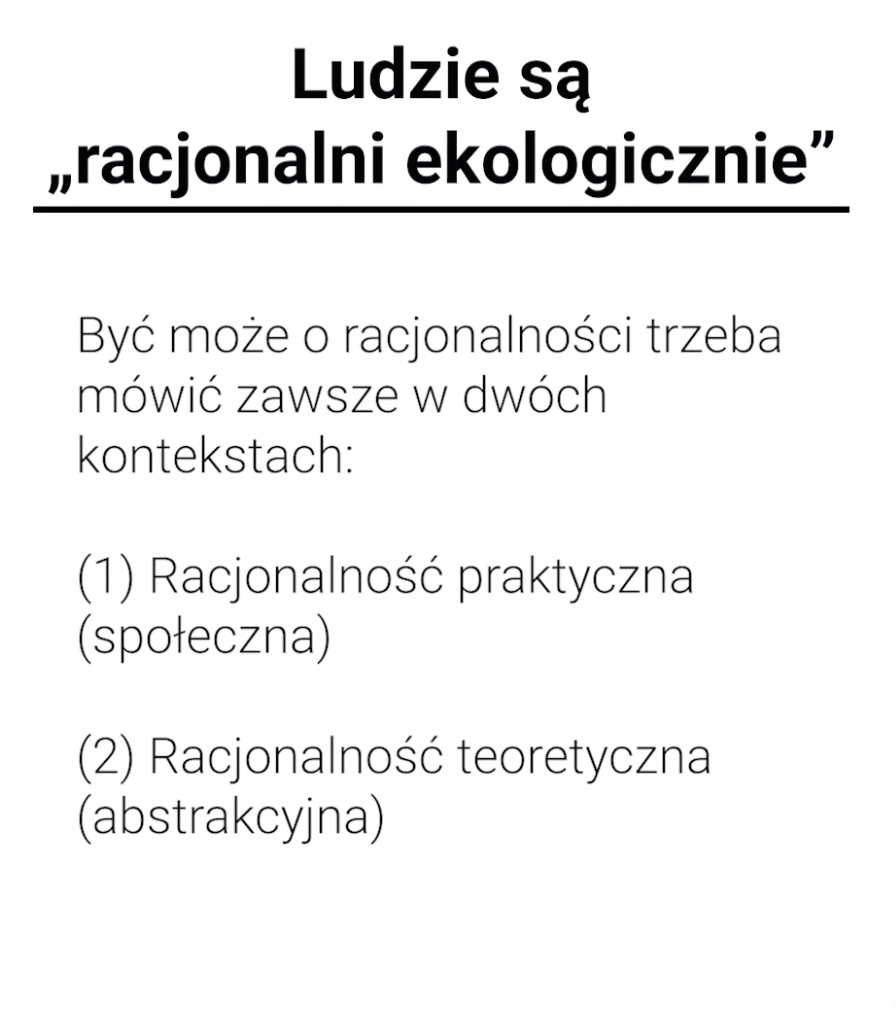 Ludzie są
„racjonalni ekologicznie”
Być może o racjonalności trzeba
mówić zawsze w dwóch
kontekstach:
(1) Racjonalność praktyczna
(społeczna)
(2) Racjonalność teoretyczna
(abstrakcyjna)